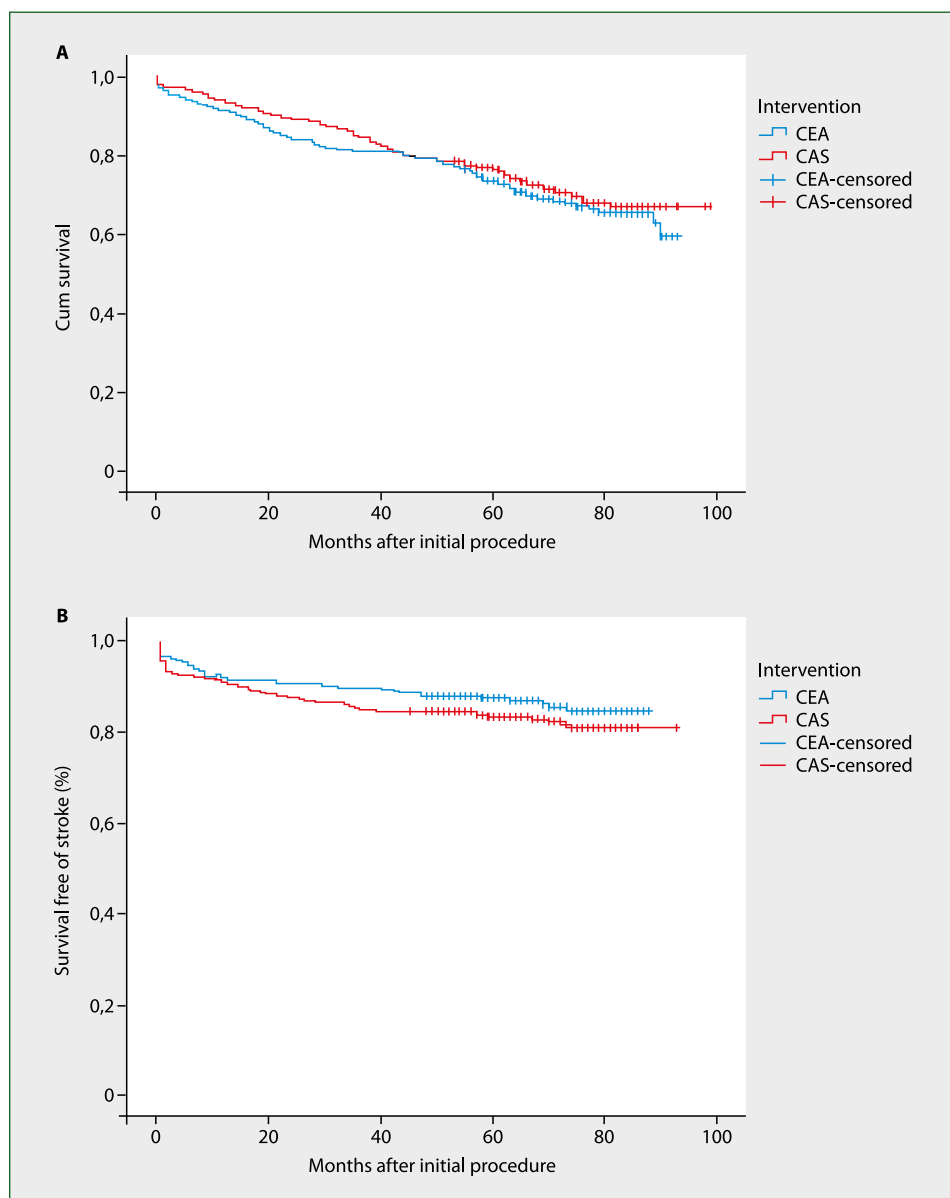 A
1,0
0,8
0,6
0,4
0,2
0
Cum survival
0 20 40 60 80 100
Months after initial procedure
Intervention
CEA
CAS
CEA-censored
CAS-censored
B
1,0
0,8
0,6
0,4
0,2
0
Survival free of stroke (%)
0 20 40 60 80 100
Months after initial procedure
Intervention
CEA
CAS
CEA-censored
CAS-censored